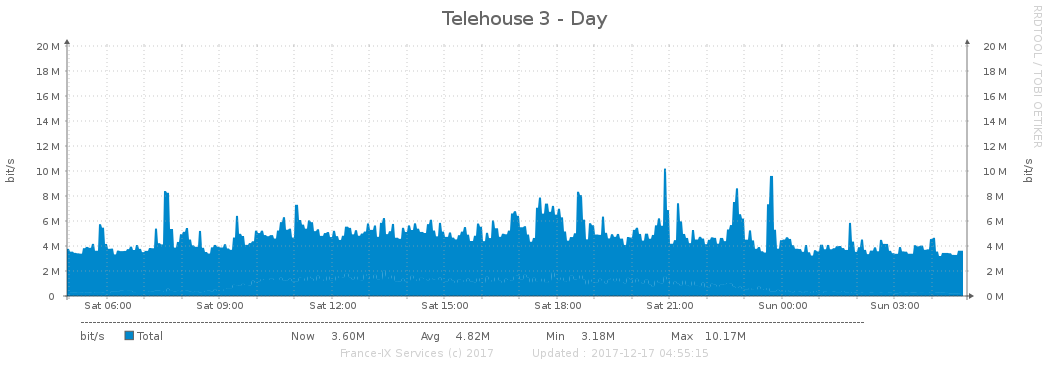 Telehouse 3 - Day
RRDTOOL / TOBI OETIKER
bit/s
20 M 20 M
18 M 18 M
16 M 16 M
14 M 14 M
12 M 12 M
10 M 10 M
8 M 8 M
6 M 6 M
4 M 4 M
2 M 2 M
0 0 M
bit/s
Sat 06:00 Sat 09:00 Sat 12:00 Sat 15:00 Sat 18:00 Sat 21:00 Sun 00:00 Sun 03:00
bit/s Total Now 3.60M Avg 4.82M Min 3.18M Max 10.17M
France-IX Services (c) 2017 Updated : 2017-12-17 04:55:15